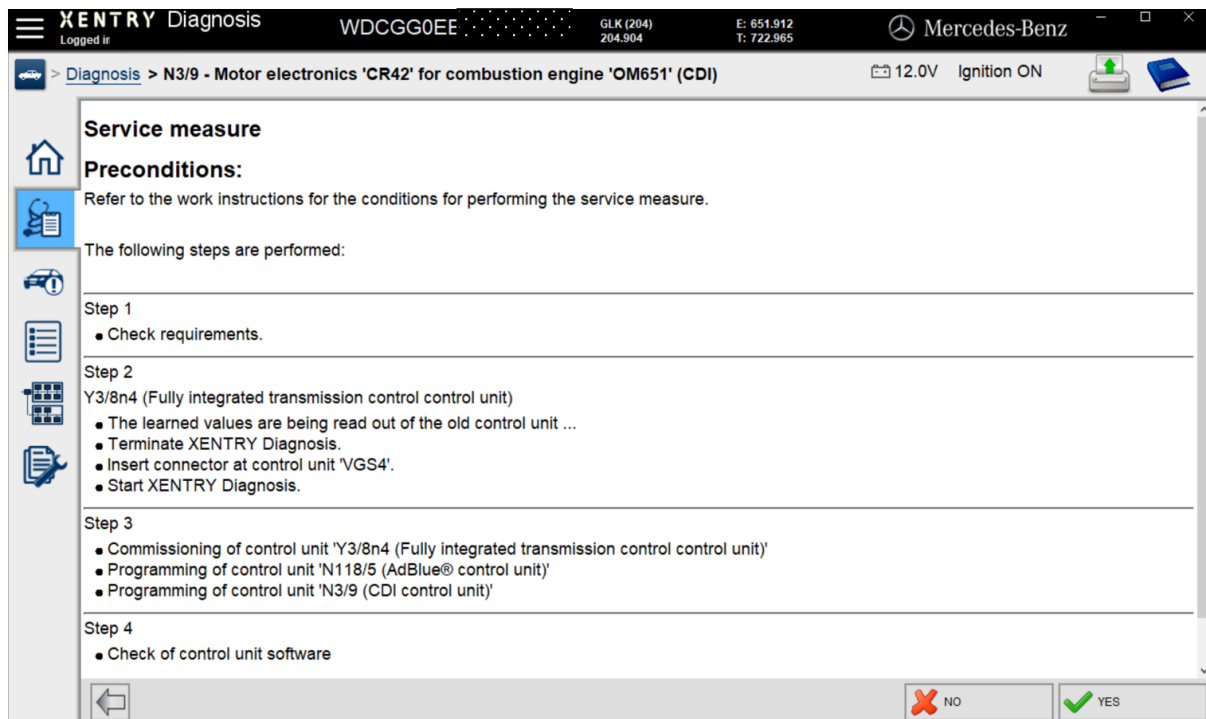 XENTRY Diagnosis
Logged in
WDCGG0EE
GLK (204)
204.904
E: 651.912
T: 722.965
Mercedes-Benz
> Diagnosis > N3/9 - Motor electronics 'CR42' for combustion engine 'OM651' (CDI)
12.0V Ignition ON
Service measure
Preconditions:
Refer to the work instructions for the conditions for performing the service measure.
The following steps are performed:
Step 1
• Check requirements.
Step 2
Y3/8n4 (Fully integrated transmission control control unit)
• The learned values are being read out of the old control unit ...
• Terminate XENTRY Diagnosis.
• Insert connector at control unit 'VGS4'.
• Start XENTRY Diagnosis.
Step 3
• Commissioning of control unit 'Y3/8n4 (Fully integrated transmission control control unit)'
• Programming of control unit 'N118/5 (AdBlue® control unit)'
• Programming of control unit 'N3/9 (CDI control unit)'
Step 4
• Check of control unit software
NO
YES